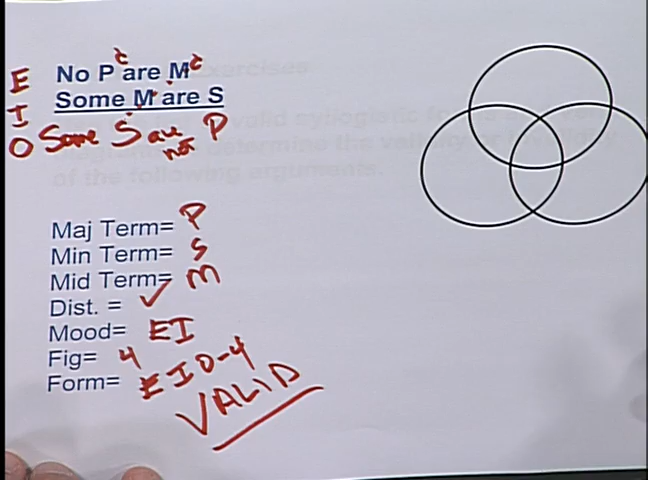 E No P c are M c
I Some M are S
O Some S are not P
Maj Term= P
Min Term= S
Mid Term= M
Dist. = ✓
Mood= EI
Fig= 4
Form= EIO-4
VALID